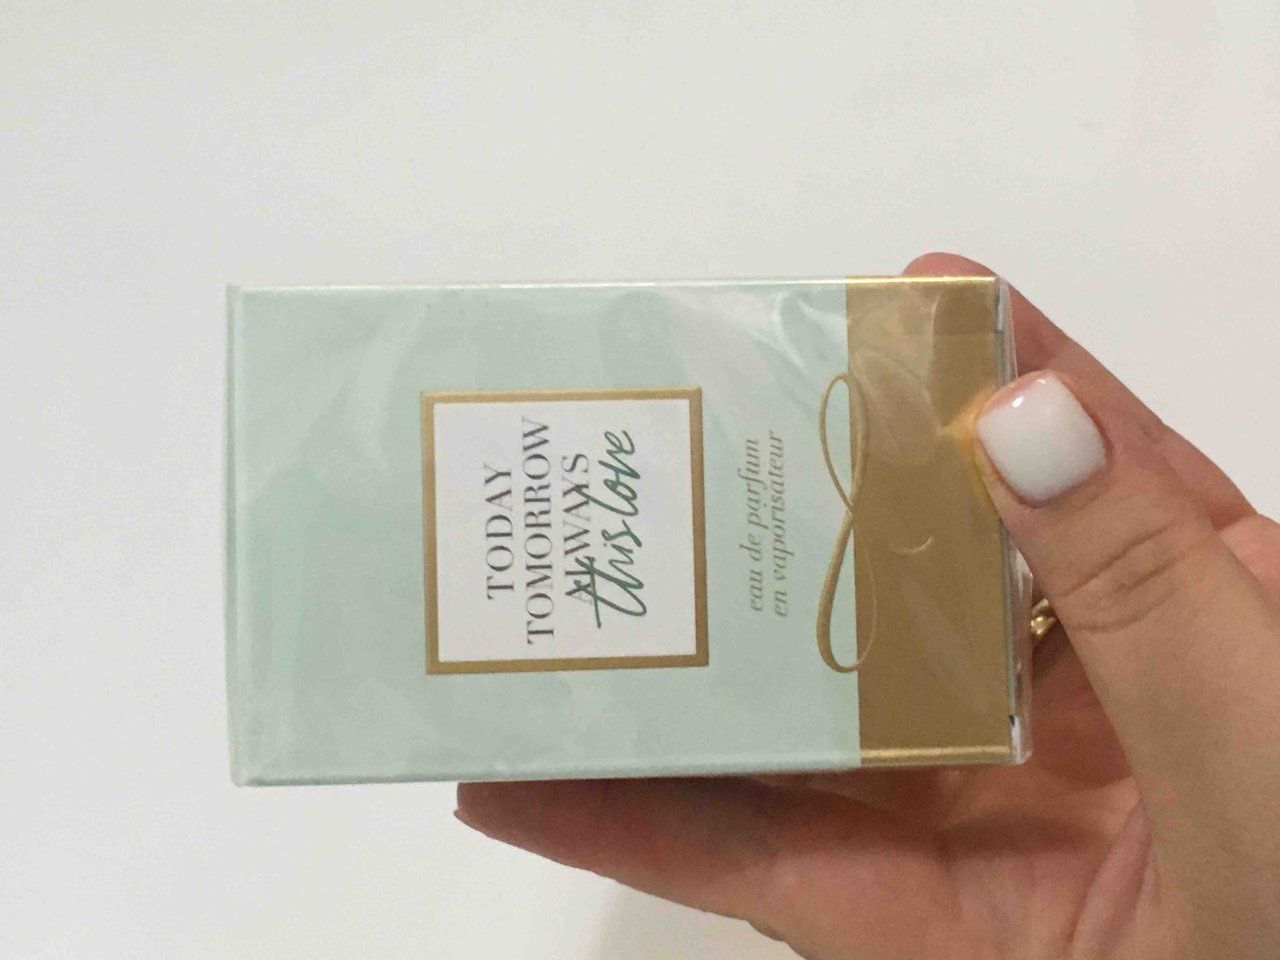 TODAY
TOMORROW
ALWAYS
this love
eau de parfum
en vaporisateur